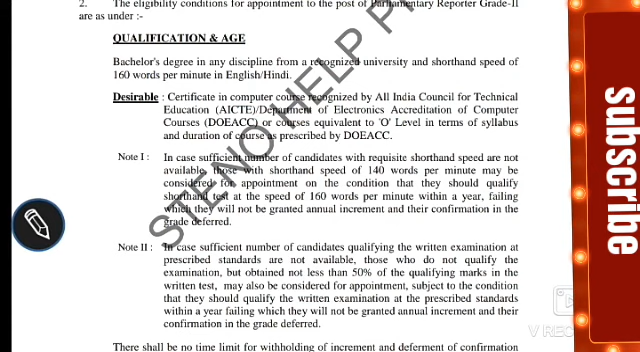 2. The eligibility conditions for appointment to the post of Parliamentary Reporter Grade-II
are as under :-
QUALIFICATION & AGE
Bachelor's degree in any discipline from a recognized university and shorthand speed of
160 words per minute in English/Hindi.
Desirable : Certificate in computer course recognized by All India Council for Technical
Education (AICTE)/Department of Electronics Accreditation of Computer
Courses (DOEACC) or courses equivalent to 'O' Level in terms of syllabus
and duration of course as prescribed by DOEACC.
Note I : In case sufficient number of candidates with requisite shorthand speed are not
available, those with shorthand speed of 140 words per minute may be
considered for appointment on the condition that they should qualify
shorthand test at the speed of 160 words per minute within a year, failing
which they will not be granted annual increment and their confirmation in the
grade deferred.
Note II : In case sufficient number of candidates qualifying the written examination at
prescribed standards are not available, those who do not qualify the
examination, but obtained not less than 50% of the qualifying marks in the
written test, may also be considered for appointment, subject to the condition
that they should qualify the written examination at the prescribed standards
within a year failing which they will not be granted annual increment and their
confirmation in the grade deferred.
There shall be no time limit for withholding of increment and deferment of confirmation
STENO HELP
subscribe
V REC